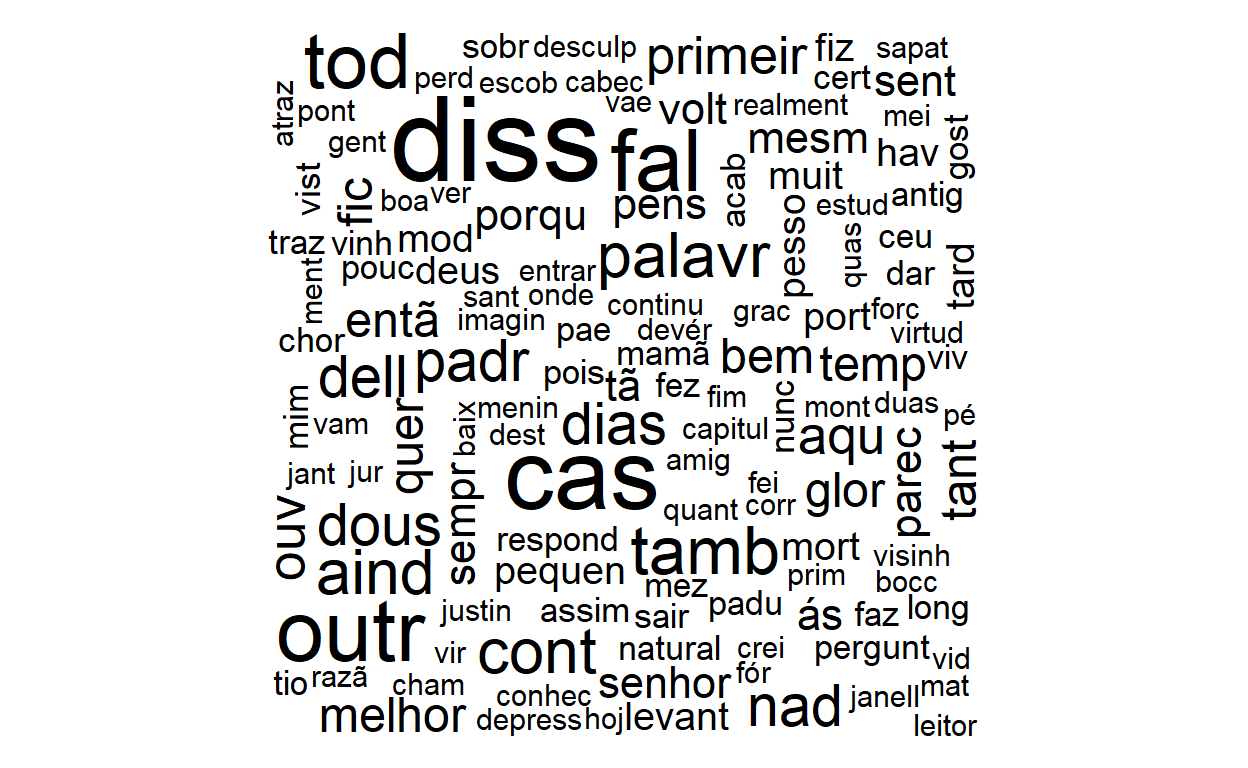 tod sobr desculp primeir fiz sapat
perd escob cabec cert sent
atraz pont vae volt realment mei
gent diss fal mesm hav gost
vist fic boa ver acab muit
porqu pens pesso estud antig
traz vinh mod palavr quas ceu
pouc deus entrar dar tard
ment sant onde continu grac port forc
entã imagin pae devér virtud
chor padr mamã bem temp viv
dell pois tã fez fim nunc mont duas
mim vam quer baix menin dias capitul pé
dest aqu
jant jur sempr cas amig fei glor parec tant
quant corr
ouv dous respond tamb mort visinh
aind pequen mez prim bocc
outr justin assim sair padu ás faz long
vir cont natural crei pergunt vid
tio razã cham conhec senhor fór janell mat
melhor depress hoj levant nad leitor